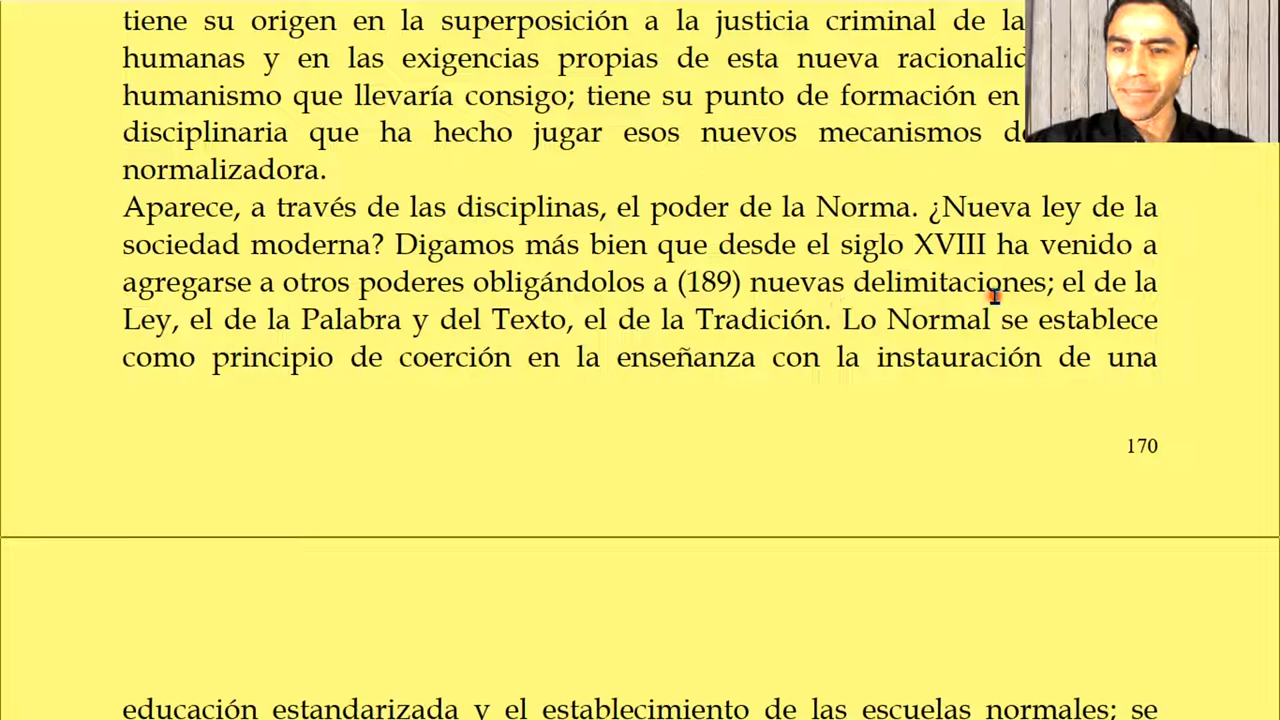 tiene su origen en la superposición a la justicia criminal de la
humanas y en las exigencias propias de esta nueva
humanismo que llevaría consigo; tiene su punto de formación en
disciplinaria que ha hecho jugar esos nuevos mecanismos
normalizadora.
Aparece, a través de las disciplinas, el poder de la Norma. ¿Nueva ley de la
sociedad moderna? Digamos más bien que desde el siglo XVIII ha venido a
agregarse a otros poderes obligándolos a (189) nuevas delimitaciones; el de la
Ley, el de la Palabra y del Texto, el de la Tradición. Lo Normal se establece
como principio de coerción en la enseñanza con la instauración de una
170
educación estandarizada y el establecimiento de las escuelas normales; se